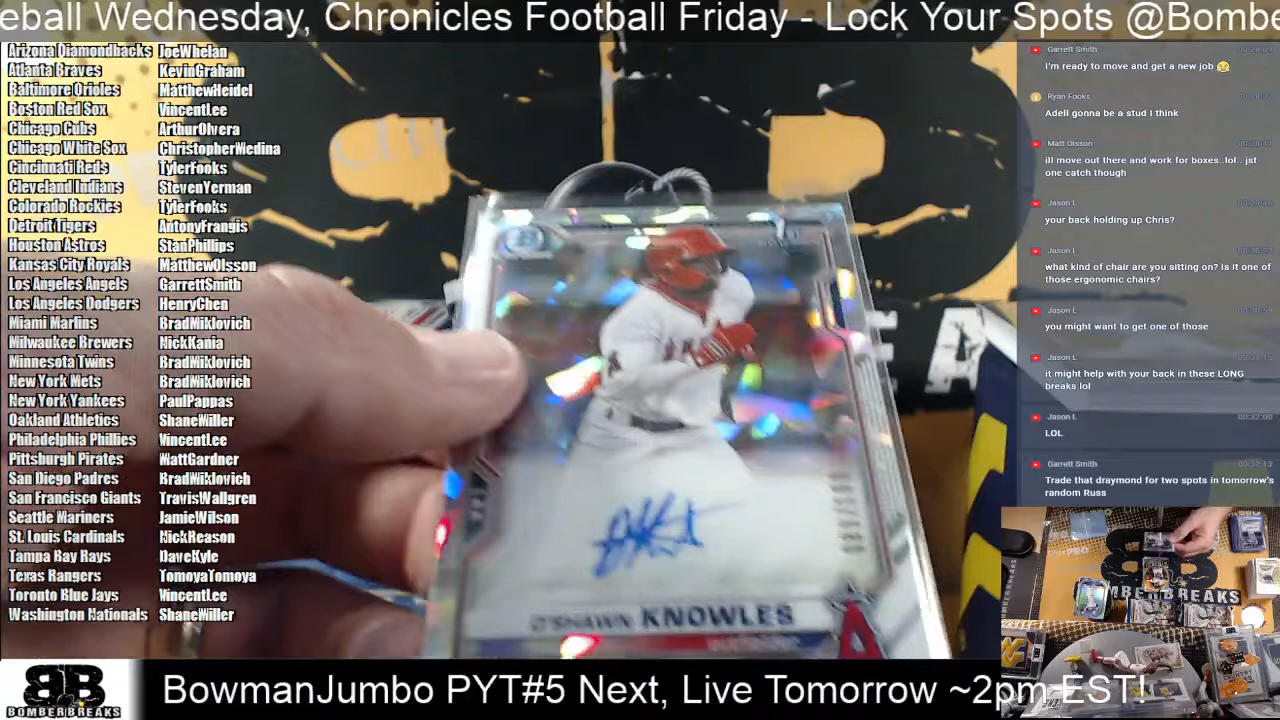 eball Wednesday, Chronicles Football Friday - Lock Your Spots @Bombe
Arizona Diamondbacks JoeWhelan
Atlanta Braves KevinGraham
Baltimore Orioles MatthewHeidel
Boston Red Sox VincentLee
Chicago Cubs ArthurOlvera
Chicago White Sox ChristopherMedina
Cincinnati Reds TylerFooks
Cleveland Indians StevenYerman
Colorado Rockies TylerFooks
Detroit Tigers AntonyFrangis
Houston Astros StanPhillips
Kansas City Royals MatthewOlsson
Los Angeles Angels GarrettSmith
Los Angeles Dodgers HenryChen
Miami Marlins BradMiklovich
Milwaukee Brewers NickKania
Minnesota Twins BradMiklovich
New York Mets BradMiklovich
New York Yankees PaulPappas
Oakland Athletics ShaneMiller
Philadelphia Phillies VincentLee
Pittsburgh Pirates WattGardner
San Diego Padres BradMiklovich
San Francisco Giants TravisWallgren
Seattle Mariners JamieWilson
St. Louis Cardinals NickReason
Tampa Bay Rays DaveKyle
Texas Rangers TomoyaTomoya
Toronto Blue Jays VincentLee
Washington Nationals ShaneMiller
D'SHAWN KNOWLES
Garrett Smith
I'm ready to move and get a new job
Ryan Fooks
Adell gonna be a stud I think
Matt Olsson
ill move out there and work for boxes..lol.. jst
one catch though
Jason L
your back holding up Chris?
Jason L
what kind of chair are you sitting on? is it one of
those ergonomic chairs?
Jason L
you might want to get one of those
Jason L
it might help with your back in these LONG
breaks lol
Jason L 00:32:00
LOL
Garrett Smith 00:32:13
Trade that draymond for two spots in tomorrow's
random Russ
BB
BOMBERBREAKS
BowmanJumbo PYT#5 Next, Live Tomorrow ~2pm EST!